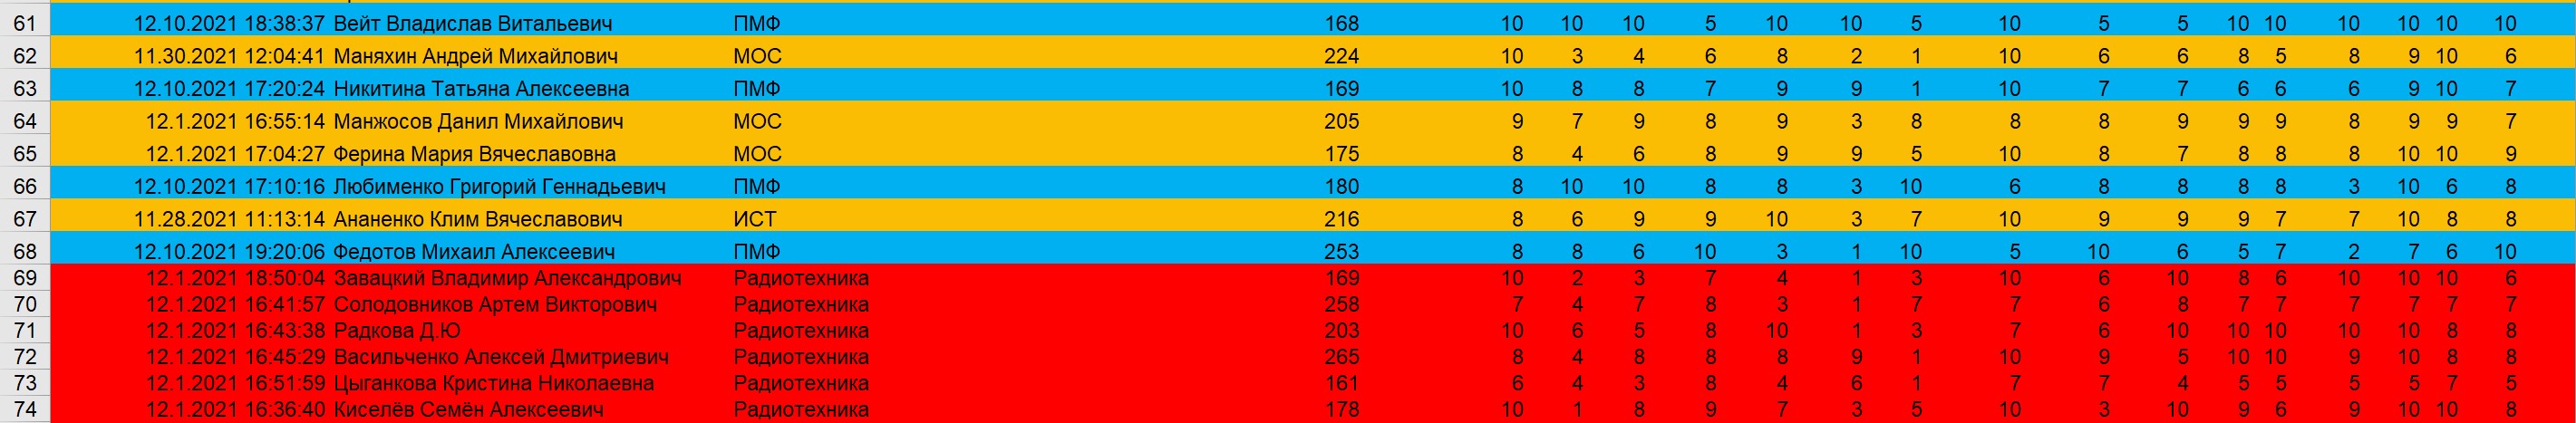 61 12.10.2021 18:38:37 Вейт Владислав Витальевич ПМФ 168 10 10 10 5 10 10 5 10 5 5 10 10 10 10 10 10
62 11.30.2021 12:04:41 Маняхин Андрей Михайлович МОС 224 10 3 4 6 8 2 1 10 6 6 8 5 8 9 10 6
63 12.10.2021 17:20:24 Никитина Татьяна Алексеевна ПМФ 169 10 8 8 7 9 9 1 10 7 7 6 6 6 9 10 7
64 12.1.2021 16:55:14 Манжосов Данил Михайлович МОС 205 9 7 9 8 9 3 8 8 8 9 9 9 8 9 9 7
65 12.1.2021 17:04:27 Ферина Мария Вячеславовна МОС 175 8 4 6 8 9 9 5 10 8 7 8 8 8 10 10 9
66 12.10.2021 17:10:16 Любименко Григорий Геннадьевич ПМФ 180 8 10 10 8 8 3 10 6 8 8 8 8 3 10 6 8
67 11.28.2021 11:13:14 Ананенко Клим Вячеславович ИСТ 216 8 6 9 9 10 3 7 10 9 9 9 7 7 10 8 8
68 12.10.2021 19:20:06 Федотов Михаил Алексеевич ПМФ 253 8 8 6 10 3 1 10 5 10 6 5 7 2 7 6 10
69 12.1.2021 18:50:04 Завацкий Владимир Александрович Радиотехника 169 10 2 3 7 4 1 3 10 6 10 8 6 10 10 10 6
70 12.1.2021 16:41:57 Солодовников Артем Викторович Радиотехника 258 7 4 7 8 3 1 7 7 6 8 7 7 7 7 7 7
71 12.1.2021 16:43:38 Радкова Д.Ю Радиотехника 203 10 6 5 8 10 1 3 7 6 10 10 10 10 10 8 8
72 12.1.2021 16:45:29 Васильченко Алексей Дмитриевич Радиотехника 265 8 4 8 8 8 9 1 10 9 5 10 10 9 10 8 8
73 12.1.2021 16:51:59 Цыганкова Кристина Николаевна Радиотехника 161 6 4 3 8 4 6 1 7 7 4 5 5 5 5 7 5
74 12.1.2021 16:36:40 Киселёв Семён Алексеевич Радиотехника 178 10 1 8 9 7 3 5 10 3 10 9 6 9 10 10 8